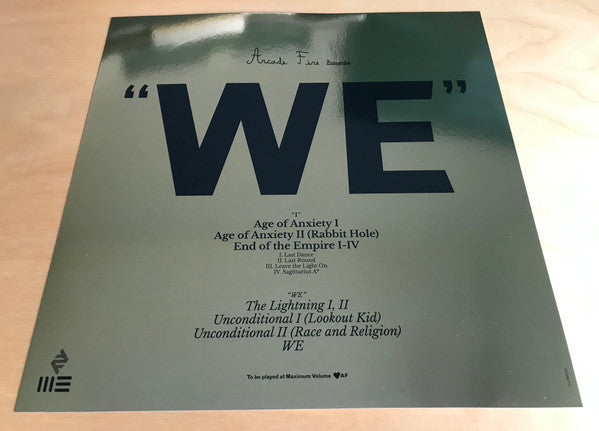 Arcade Fire Presents
“WE”
“I”
Age of Anxiety I
Age of Anxiety II (Rabbit Hole)
End of the Empire I-IV
I. Last Dance
II. Last Round
III. Leave the Light On
IV. Sagittarius A*
“WE”
The Lightning I, II
Unconditional I (Lookout Kid)
Unconditional II (Race and Religion)
WE
To be played at Maximum Volume ♥AF
WE